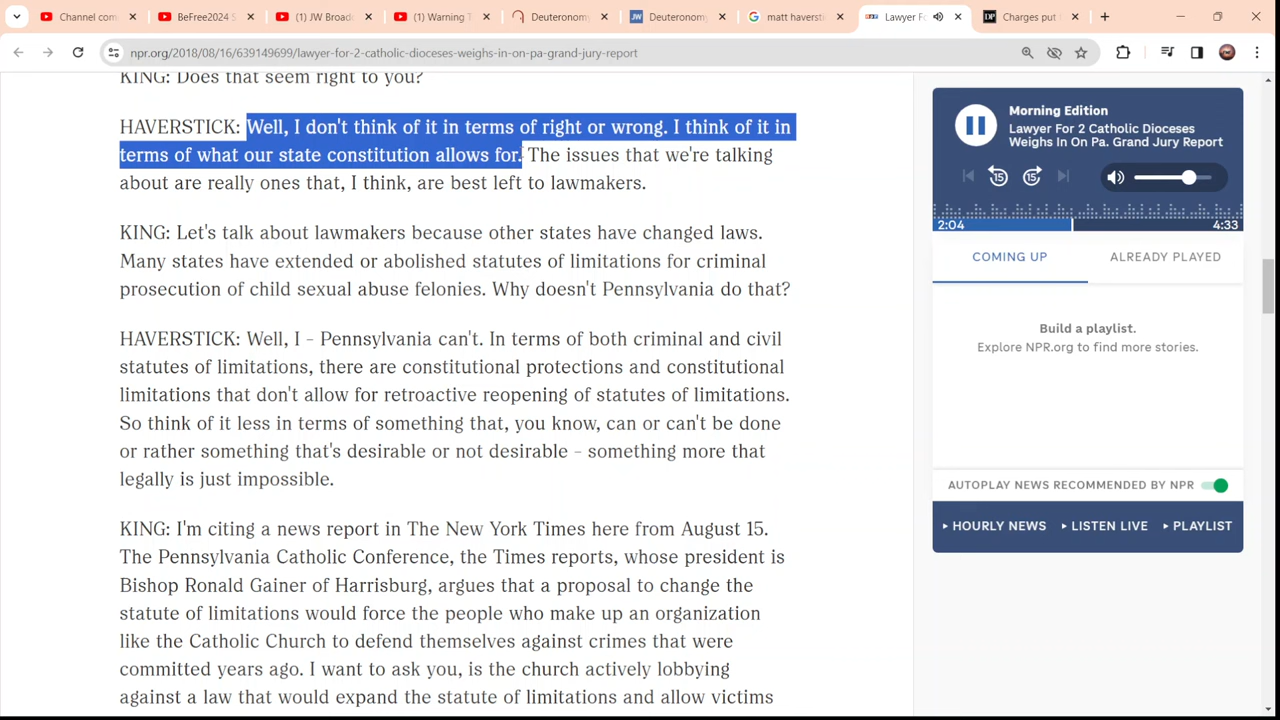 Channel com
BeFree2024 S
(1) JW Broad
(1) Warning T
Deuteronom
Deuteronom
matt haversti
Lawyer F
Charges put
npr.org/2018/08/16/639149699/lawyer-for-2-catholic-dioceses-weighs-in-on-pa-grand-jury-report
KING: Does that seem right to you?
HAVERSTICK: Well, I don't think of it in terms of right or wrong. I think of it in
terms of what our state constitution allows for. The issues that we're talking
about are really ones that, I think, are best left to lawmakers.
KING: Let's talk about lawmakers because other states have changed laws.
Many states have extended or abolished statutes of limitations for criminal
prosecution of child sexual abuse felonies. Why doesn't Pennsylvania do that?
HAVERSTICK: Well, I - Pennsylvania can't. In terms of both criminal and civil
statutes of limitations, there are constitutional protections and constitutional
limitations that don't allow for retroactive reopening of statutes of limitations.
So think of it less in terms of something that, you know, can or can't be done
or rather something that's desirable or not desirable - something more that
legally is just impossible.
KING: I'm citing a news report in The New York Times here from August 15.
The Pennsylvania Catholic Conference, the Times reports, whose president is
Bishop Ronald Gainer of Harrisburg, argues that a proposal to change the
statute of limitations would force the people who make up an organization
like the Catholic Church to defend themselves against crimes that were
committed years ago. I want to ask you, is the church actively lobbying
against a law that would expand the statute of limitations and allow victims
Morning Edition
Lawyer For 2 Catholic Dioceses
Weighs In On Pa. Grand Jury Report
15
15
2:04
4:33
COMING UP
ALREADY PLAYED
Build a playlist.
Explore NPR.org to find more stories.
AUTOPLAY NEWS RECOMMENDED BY NPR
HOURLY NEWS
LISTEN LIVE
PLAYLIST